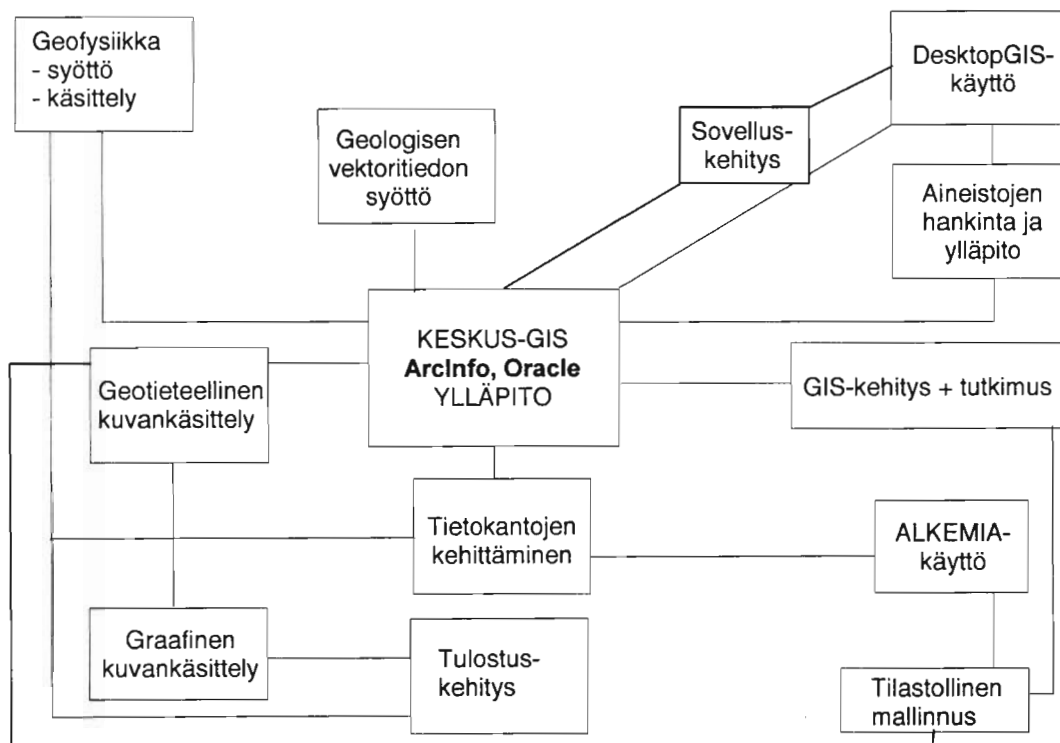 Geofysiikka
- syöttö
- käsittely
Geologisen
vektoritiedon
syöttö
Sovellus-
kehitys
DesktopGIS-
käyttö
Aineistojen
hankinta ja
ylläpito
KESKUS-GIS
ArcInfo, Oracle
YLLÄPITO
Geotieteellinen
kuvankäsittely
GIS-kehitys + tutkimus
Tietokantojen
kehittäminen
ALKEMIA-
käyttö
Graafinen
kuvankäsittely
Tulostus-
kehitys
Tilastollinen
mallinnus